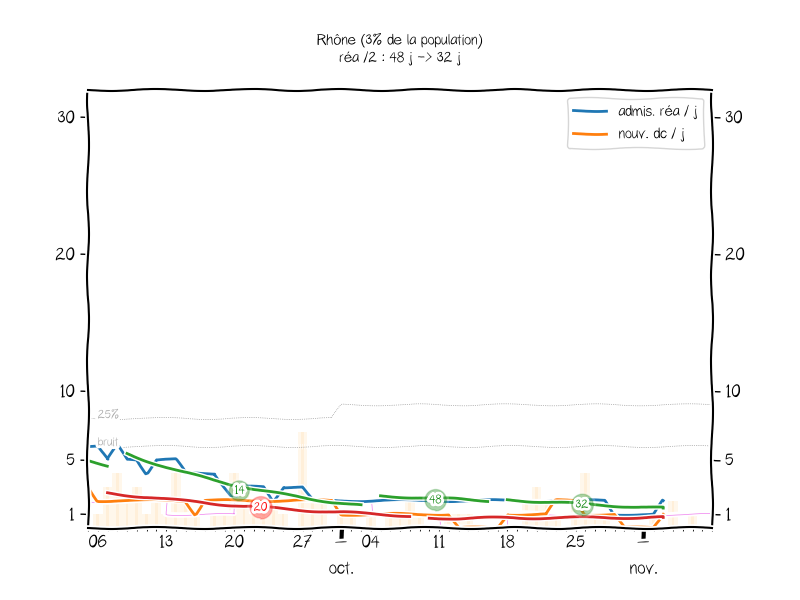 Rhône (3% de la population)
réa /2 : 48 j -> 32 j
admis. réa / j
nouv. dc / j
30
30
20
20
10
10
25%
bruit
5
5
14
48
32
20
1
1
06 13 20 27 04 11 18 25
oct. nov.